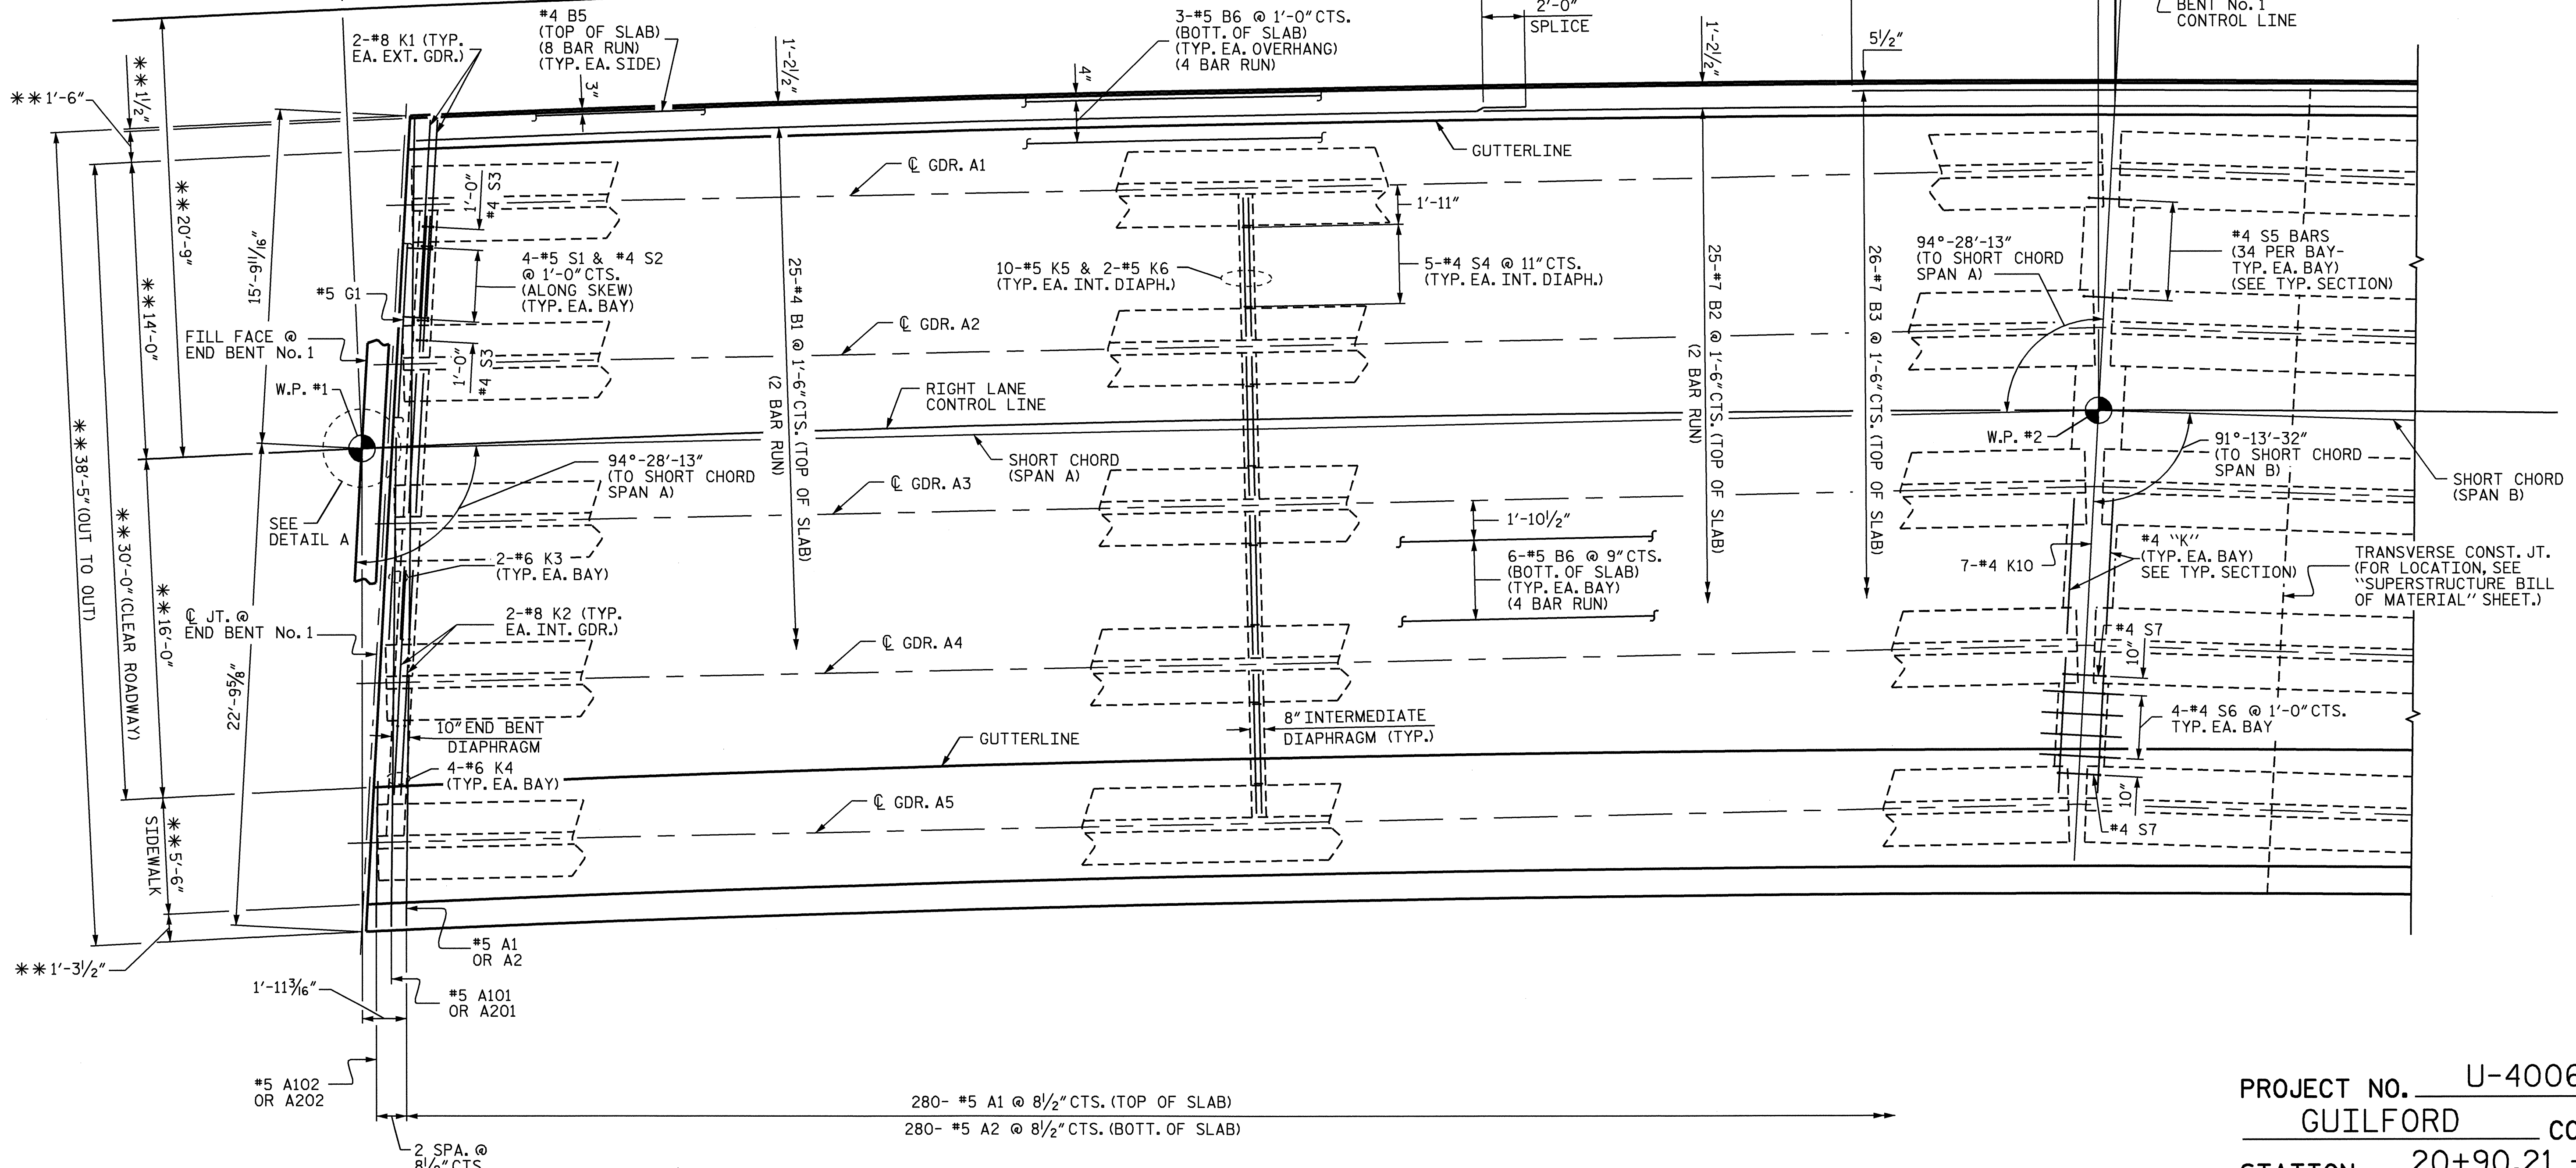 #4 B5
(TOP OF SLAB)
(8 BAR RUN)
(TYP. EA. SIDE)
2-#8 K1 (TYP.
EA. EXT. GDR.)
3-#5 B6 @ 1'-0" CTS.
(BOTT. OF SLAB)
(TYP. EA. OVERHANG)
(4 BAR RUN)
2'-0"
SPLICE
BENT No. 1
CONTROL LINE
1'-2½"
1'-2½"
5½"
3"
4"
**1½"
**1'-6"
**20'-9"
15'-9 11/16"
**14'-0"
**38'-5" (OUT TO OUT)
**30'-0" (CLEAR ROADWAY)
**16'-0"
22'-9⅝"
**5'-6"
SIDEWALK
**1'-3½"
GUTTERLINE
℄ GDR. A1
1'-0"
#4 S3
4-#5 S1 & #4 S2
@ 1'-0" CTS.
(ALONG SKEW)
(TYP. EA. BAY)
#5 G1
1'-0"
#4 S3
FILL FACE @
END BENT No. 1
W.P. #1
1'-11"
10-#5 K5 & 2-#5 K6
(TYP. EA. INT. DIAPH.)
5-#4 S4 @ 11" CTS.
(TYP. EA. INT. DIAPH.)
25-#4 B1 @ 1'-6" CTS. (TOP OF SLAB)
(2 BAR RUN)
25-#7 B2 @ 1'-6" CTS. (TOP OF SLAB)
(2 BAR RUN)
26-#7 B3 @ 1'-6" CTS. (TOP OF SLAB)
94°-28'-13"
(TO SHORT CHORD
SPAN A)
#4 S5 BARS
(34 PER BAY-
TYP. EA. BAY)
(SEE TYP. SECTION)
℄ GDR. A2
RIGHT LANE
CONTROL LINE
SHORT CHORD
(SPAN A)
W.P. #2
91°-13'-32"
(TO SHORT CHORD
SPAN B)
SHORT CHORD
(SPAN B)
94°-28'-13"
(TO SHORT CHORD
SPAN A)
℄ GDR. A3
SEE
DETAIL A
2-#6 K3
(TYP. EA. BAY)
1'-10½"
6-#5 B6 @ 9" CTS.
(BOTT. OF SLAB)
(TYP. EA. BAY)
(4 BAR RUN)
7-#4 K10
#4 "K"
(TYP. EA. BAY)
SEE TYP. SECTION)
TRANSVERSE CONST. JT.
(FOR LOCATION, SEE
"SUPERSTRUCTURE BILL
OF MATERIAL" SHEET.)
℄ JT. @
END BENT No. 1
2-#8 K2 (TYP.
EA. INT. GDR.)
℄ GDR. A4
#4 S7
10"
4-#4 S6 @ 1'-0" CTS.
TYP. EA. BAY
10"
#4 S7
10" END BENT
DIAPHRAGM
4-#6 K4
(TYP. EA. BAY)
GUTTERLINE
8" INTERMEDIATE
DIAPHRAGM (TYP.)
℄ GDR. A5
#5 A1
OR A2
#5 A101
OR A201
1'-11 3/16"
#5 A102
OR A202
280- #5 A1 @ 8½" CTS. (TOP OF SLAB)
280- #5 A2 @ 8½" CTS. (BOTT. OF SLAB)
2 SPA. @
8½" CTS.
PROJECT NO. U-4006
GUILFORD CO
STATION 20+90.21